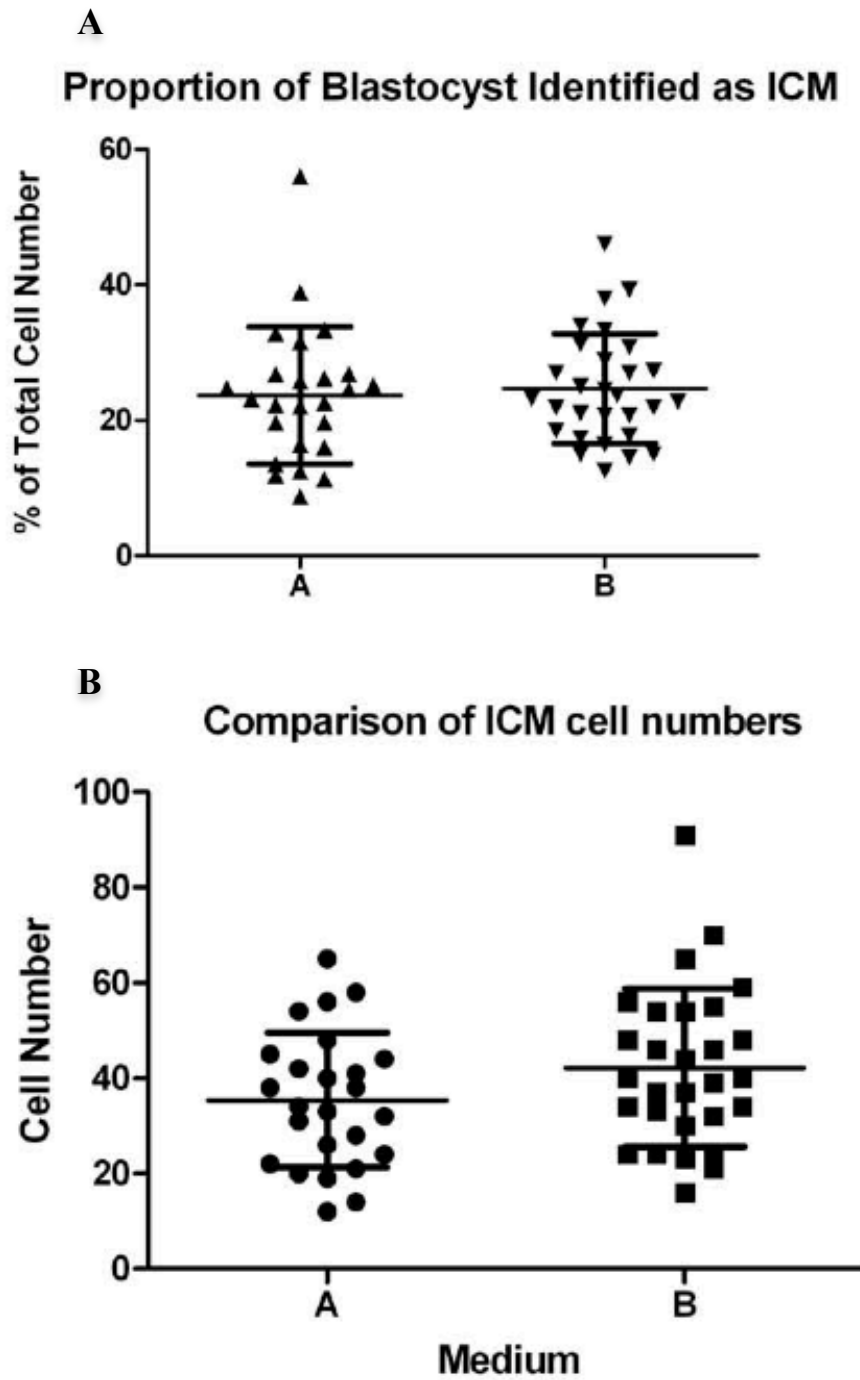 A
Proportion of Blastocyst Identified as ICM
% of Total Cell Number
60
40
20
0
A B
B
Comparison of ICM cell numbers
Cell Number
100
80
60
40
20
0
A B
Medium